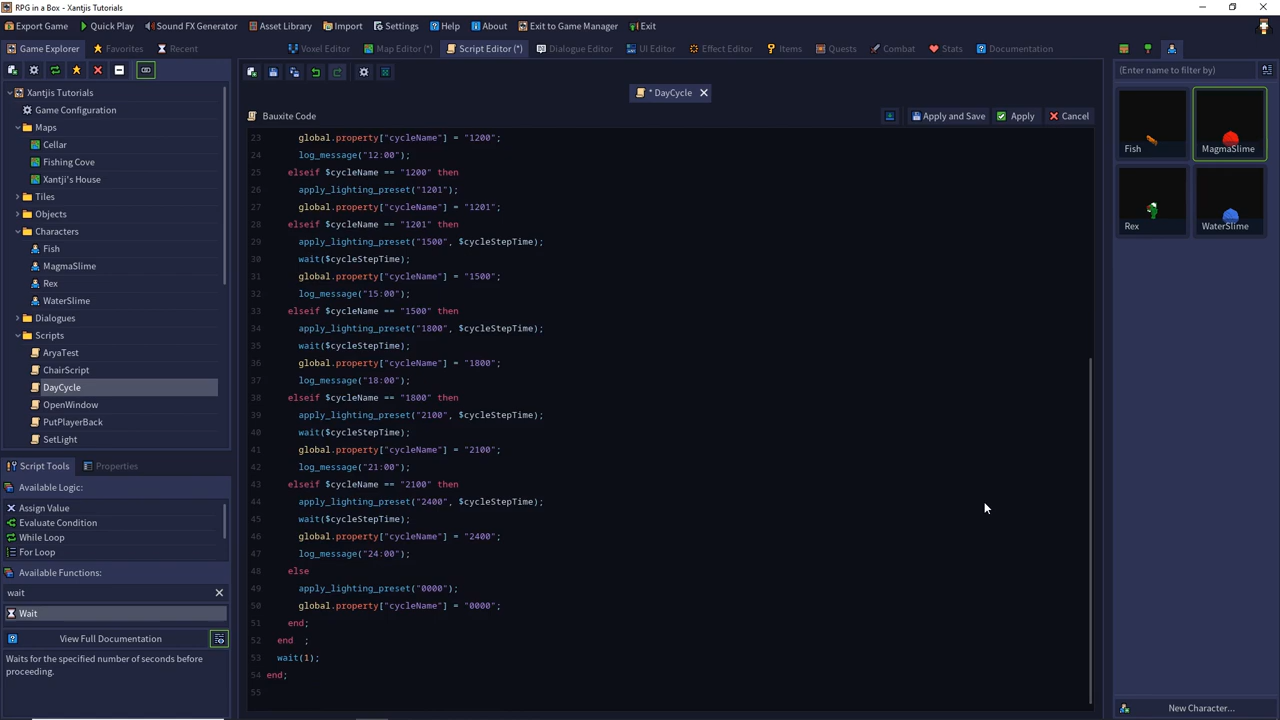 RPG in a Box - Xantjis Tutorials
Export Game Quick Play Sound FX Generator Asset Library Import Settings Help About Exit to Game Manager Exit
Game Explorer Favorites Recent Voxel Editor Map Editor (*) Script Editor (*) Dialogue Editor UI Editor Effect Editor Items Quests Combat Stats Documentation
(Enter name to filter by)
Xantjis Tutorials
Game Configuration
Maps
Cellar
Fishing Cove
Xantji's House
Tiles
Objects
Characters
Fish
MagmaSlime
Rex
WaterSlime
Dialogues
Scripts
AryaTest
ChairScript
DayCycle
OpenWindow
PutPlayerBack
SetLight
Script Tools Properties
Available Logic:
Assign Value
Evaluate Condition
While Loop
For Loop
Available Functions:
wait
Wait
View Full Documentation
Waits for the specified number of seconds before
proceeding.
* DayCycle
Bauxite Code Apply and Save Apply Cancel
23 global.property["cycleName"] = "1200";
24 log_message("12:00");
25 elseif $cycleName == "1200" then
26 apply_lighting_preset("1201");
27 global.property["cycleName"] = "1201";
28 elseif $cycleName == "1201" then
29 apply_lighting_preset("1500", $cycleStepTime);
30 wait($cycleStepTime);
31 global.property["cycleName"] = "1500";
32 log_message("15:00");
33 elseif $cycleName == "1500" then
34 apply_lighting_preset("1800", $cycleStepTime);
35 wait($cycleStepTime);
36 global.property["cycleName"] = "1800";
37 log_message("18:00");
38 elseif $cycleName == "1800" then
39 apply_lighting_preset("2100", $cycleStepTime);
40 wait($cycleStepTime);
41 global.property["cycleName"] = "2100";
42 log_message("21:00");
43 elseif $cycleName == "2100" then
44 apply_lighting_preset("2400", $cycleStepTime);
45 wait($cycleStepTime);
46 global.property["cycleName"] = "2400";
47 log_message("24:00");
48 else
49 apply_lighting_preset("0000");
50 global.property["cycleName"] = "0000";
51 end;
52 end ;
53 wait(1);
54 end;
55
Fish MagmaSlime
Rex WaterSlime
New Character...